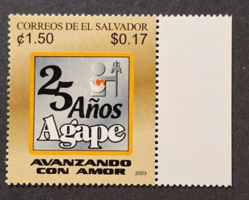 CORREOS DE EL SALVADOR
¢1.50 $0.17
25
Años
Agape
AVANZANDO
CON AMOR
2003